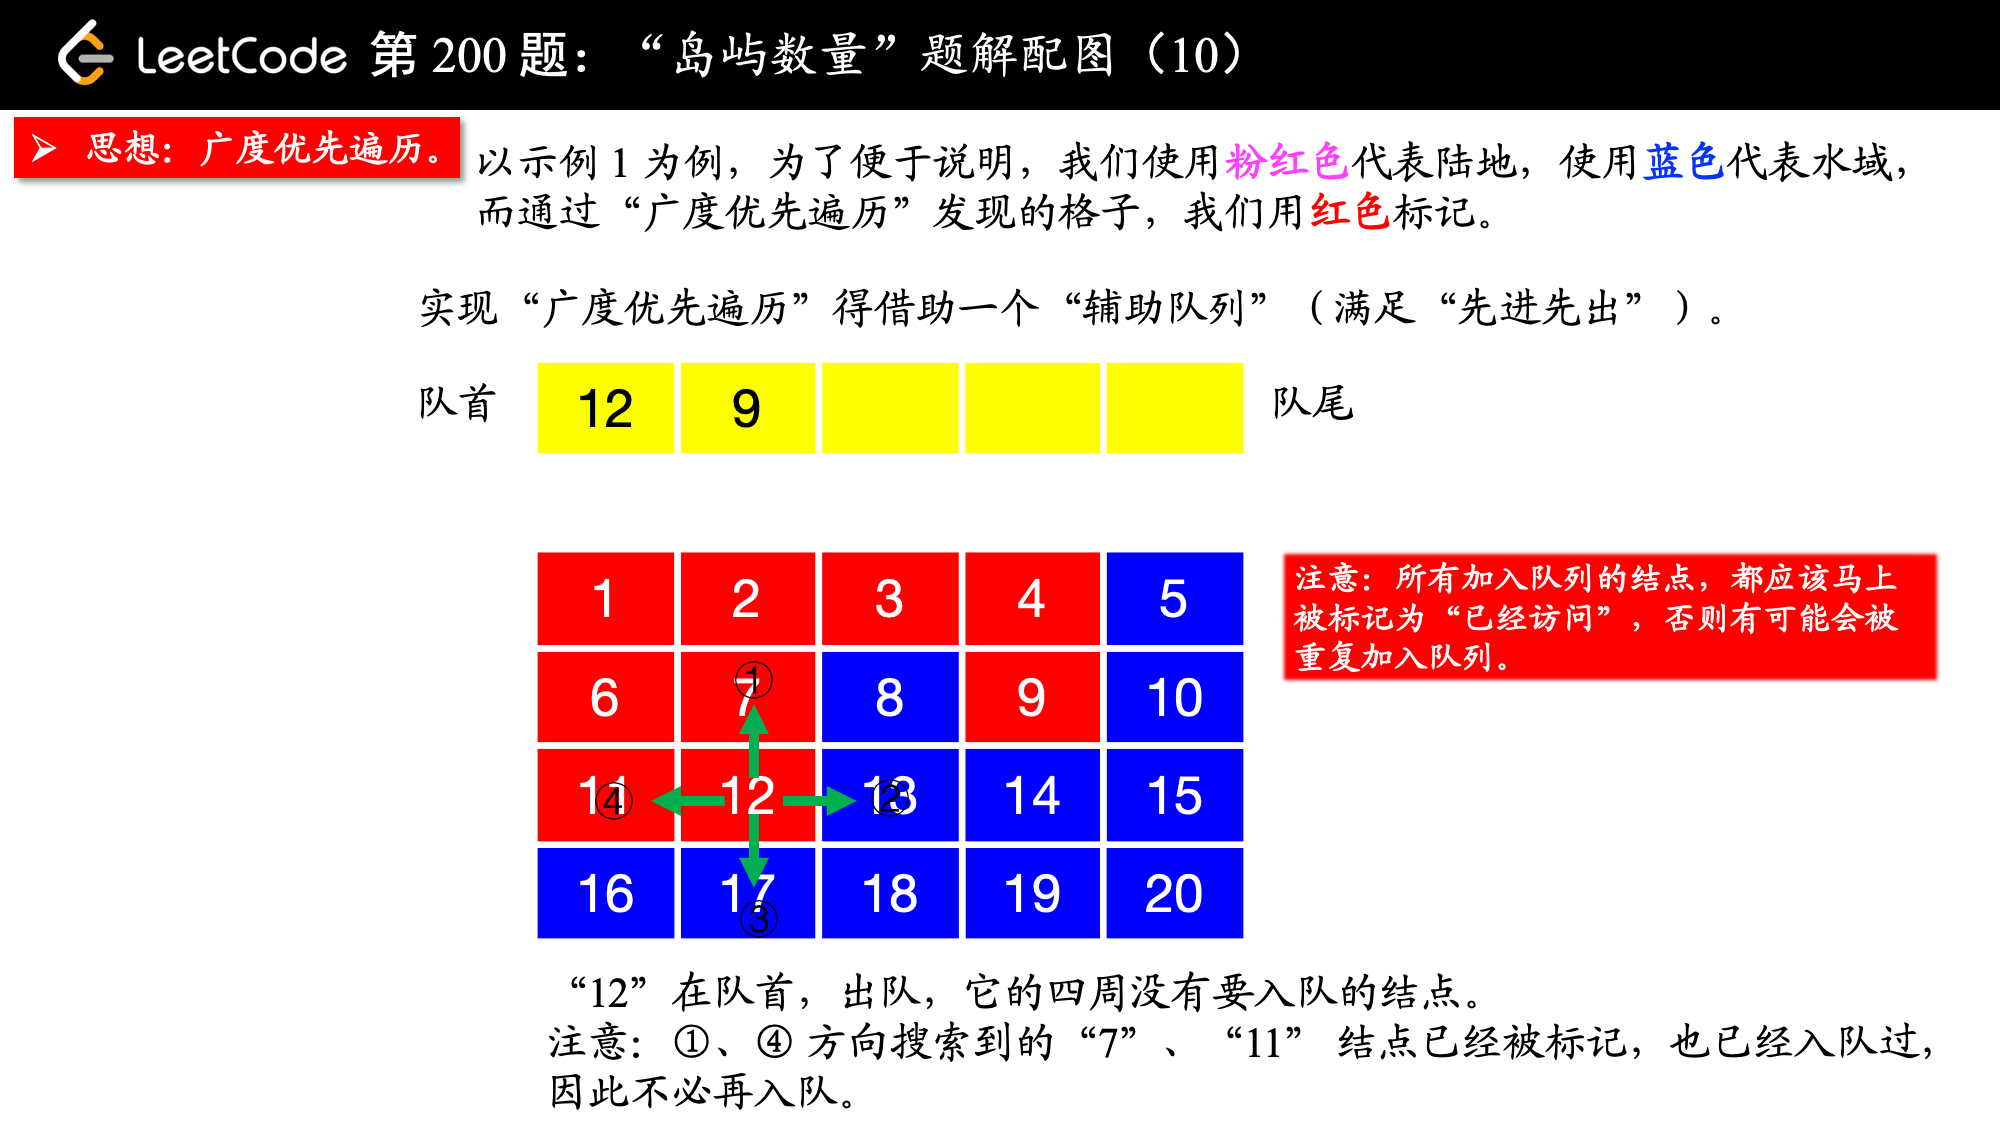 LeetCode 第 200 题：“岛屿数量”题解配图（10）
➢ 思想：广度优先遍历。
以示例 1 为例，为了便于说明，我们使用粉红色代表陆地，使用蓝色代表水域，
而通过“广度优先遍历”发现的格子，我们用红色标记。
实现“广度优先遍历”得借助一个“辅助队列”（满足“先进先出”）。
队首 12 9 队尾
1 2 3 4 5
6 7 8 9 10
11 12 13 14 15
16 17 18 19 20
①
②
③
④
注意：所有加入队列的结点，都应该马上
被标记为“已经访问”，否则有可能会被
重复加入队列。
“12”在队首，出队，它的四周没有要入队的结点。
注意：①、④ 方向搜索到的“7”、“11” 结点已经被标记，也已经入队过，
因此不必再入队。